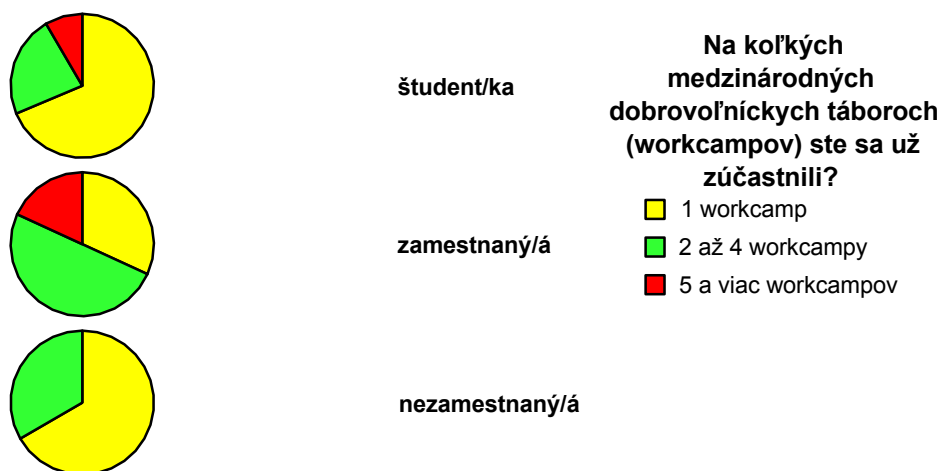 študent/ka
zamestnaný/á
nezamestnaný/á
Na koľkých
medzinárodných
dobrovoľníckych táboroch
(workcampov) ste sa už
zúčastnili?
1 workcamp
2 až 4 workcampy
5 a viac workcampov